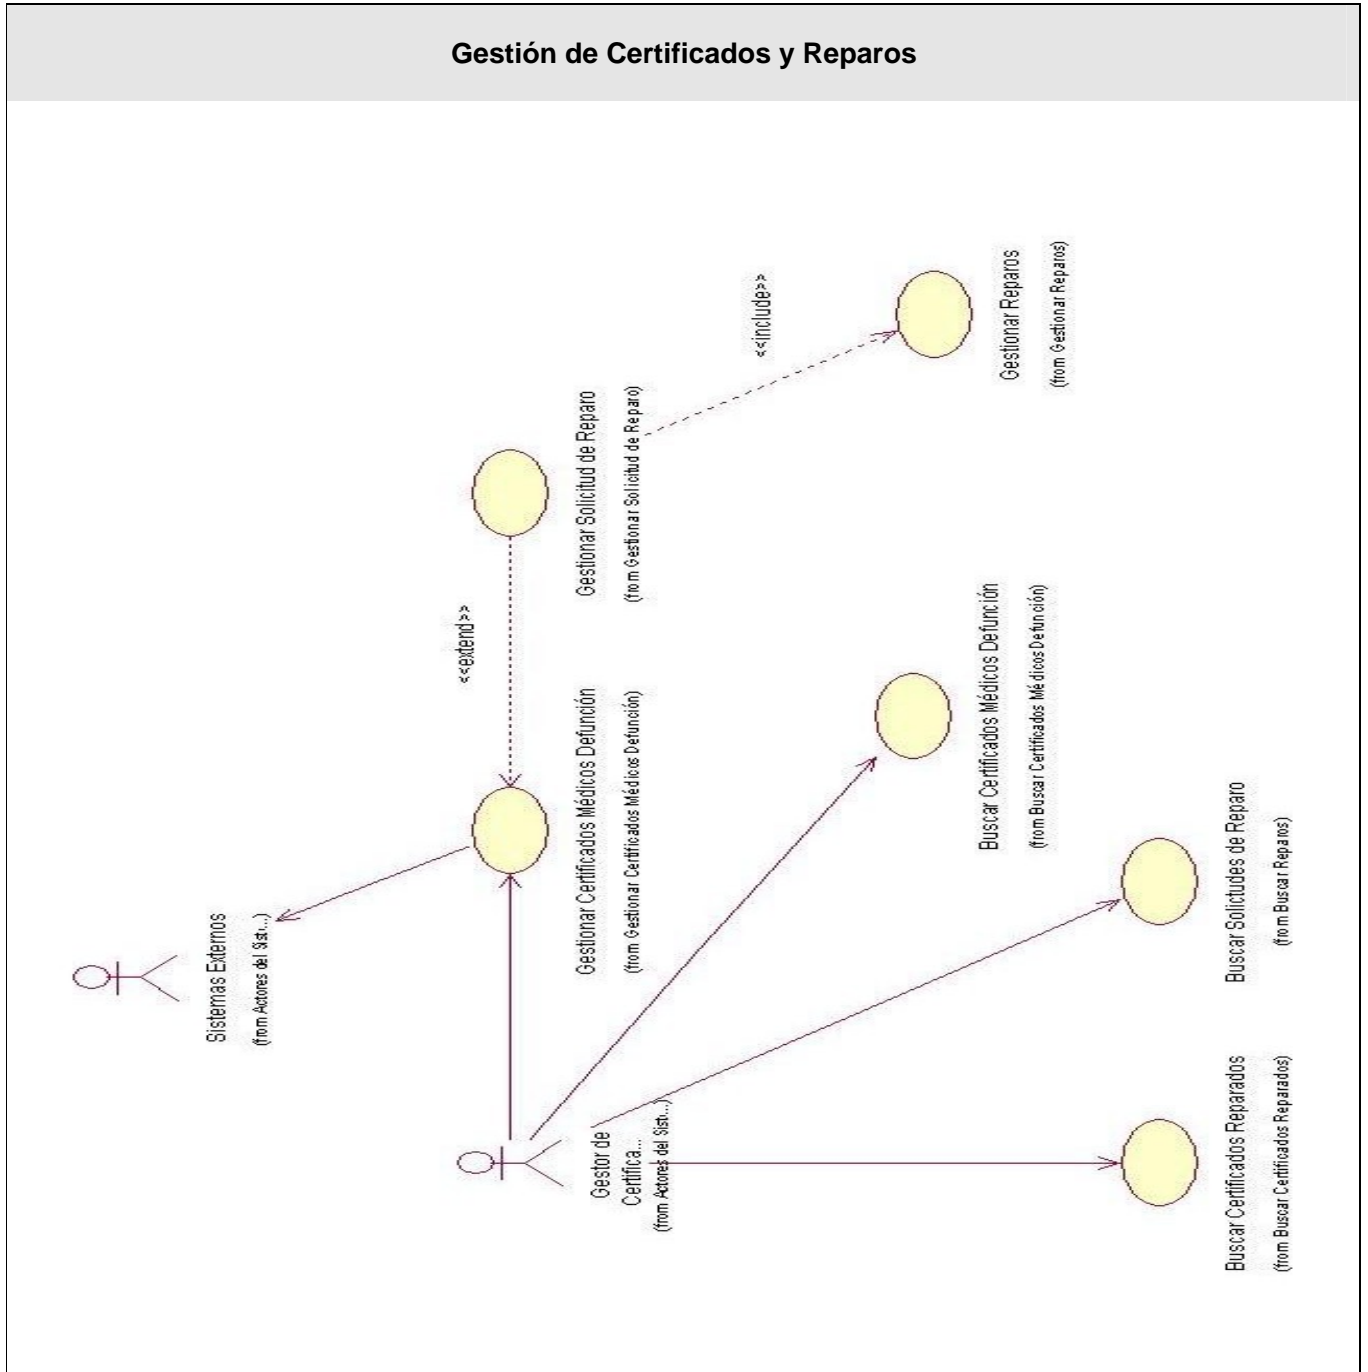 Gestión de Certificados y Reparos
Sistemas Externos
(from Actores del Sist...)
<<extend>>
<<include>>
Gestionar Solicitud de Reparo
(from Gestionar Solicitud de Reparo)
Gestionar Reparos
(from Gestionar Reparos)
Gestionar Certificados Médicos Defunción
(from Gestionar Certificados Médicos Defunción)
Buscar Certificados Médicos Defunción
(from Buscar Certificados Médicos Defunción)
Gestor de
Certifica...
(from Actores del Sist...)
Buscar Solictudes de Reparo
(from Buscar Reparos)
Buscar Certificados Reparados
(from Buscar Certificados Reparados)